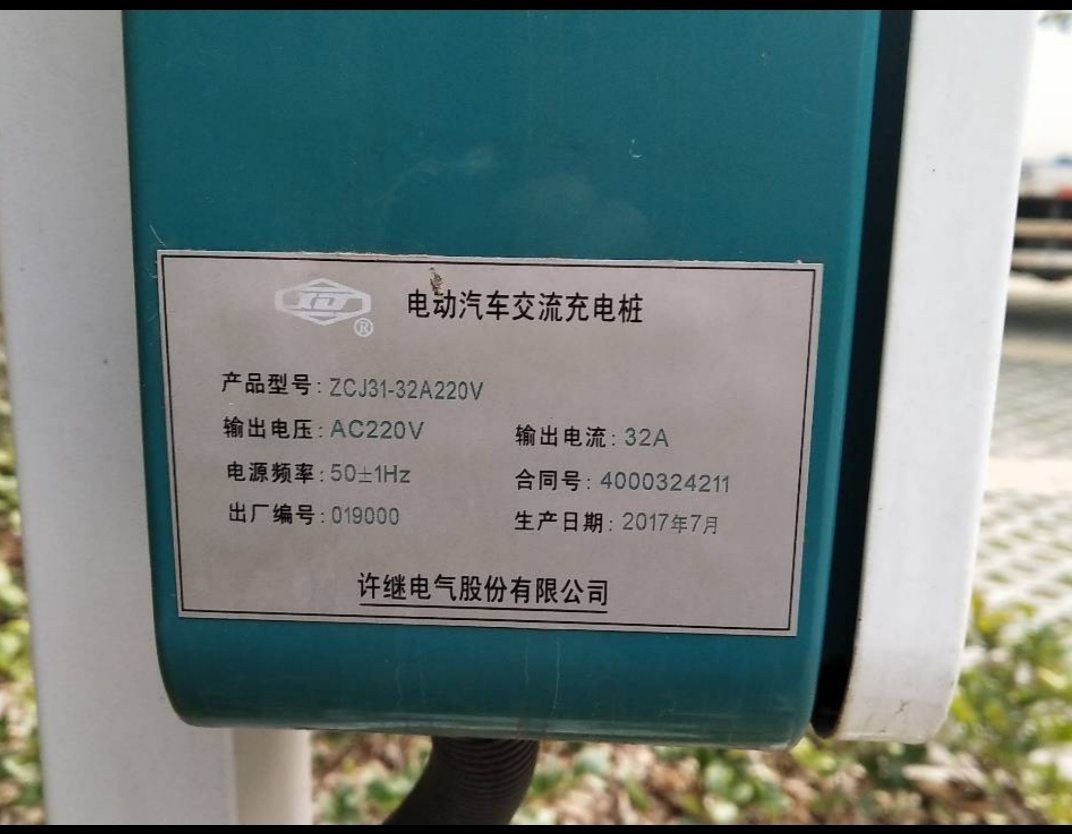 电动汽车交流充电桩
®
产品型号: ZCJ31-32A220V
输出电压: AC220V 输出电流: 32A
电源频率: 50±1Hz 合同号: 4000324211
出厂编号: 019000 生产日期: 2017年7月
许继电气股份有限公司